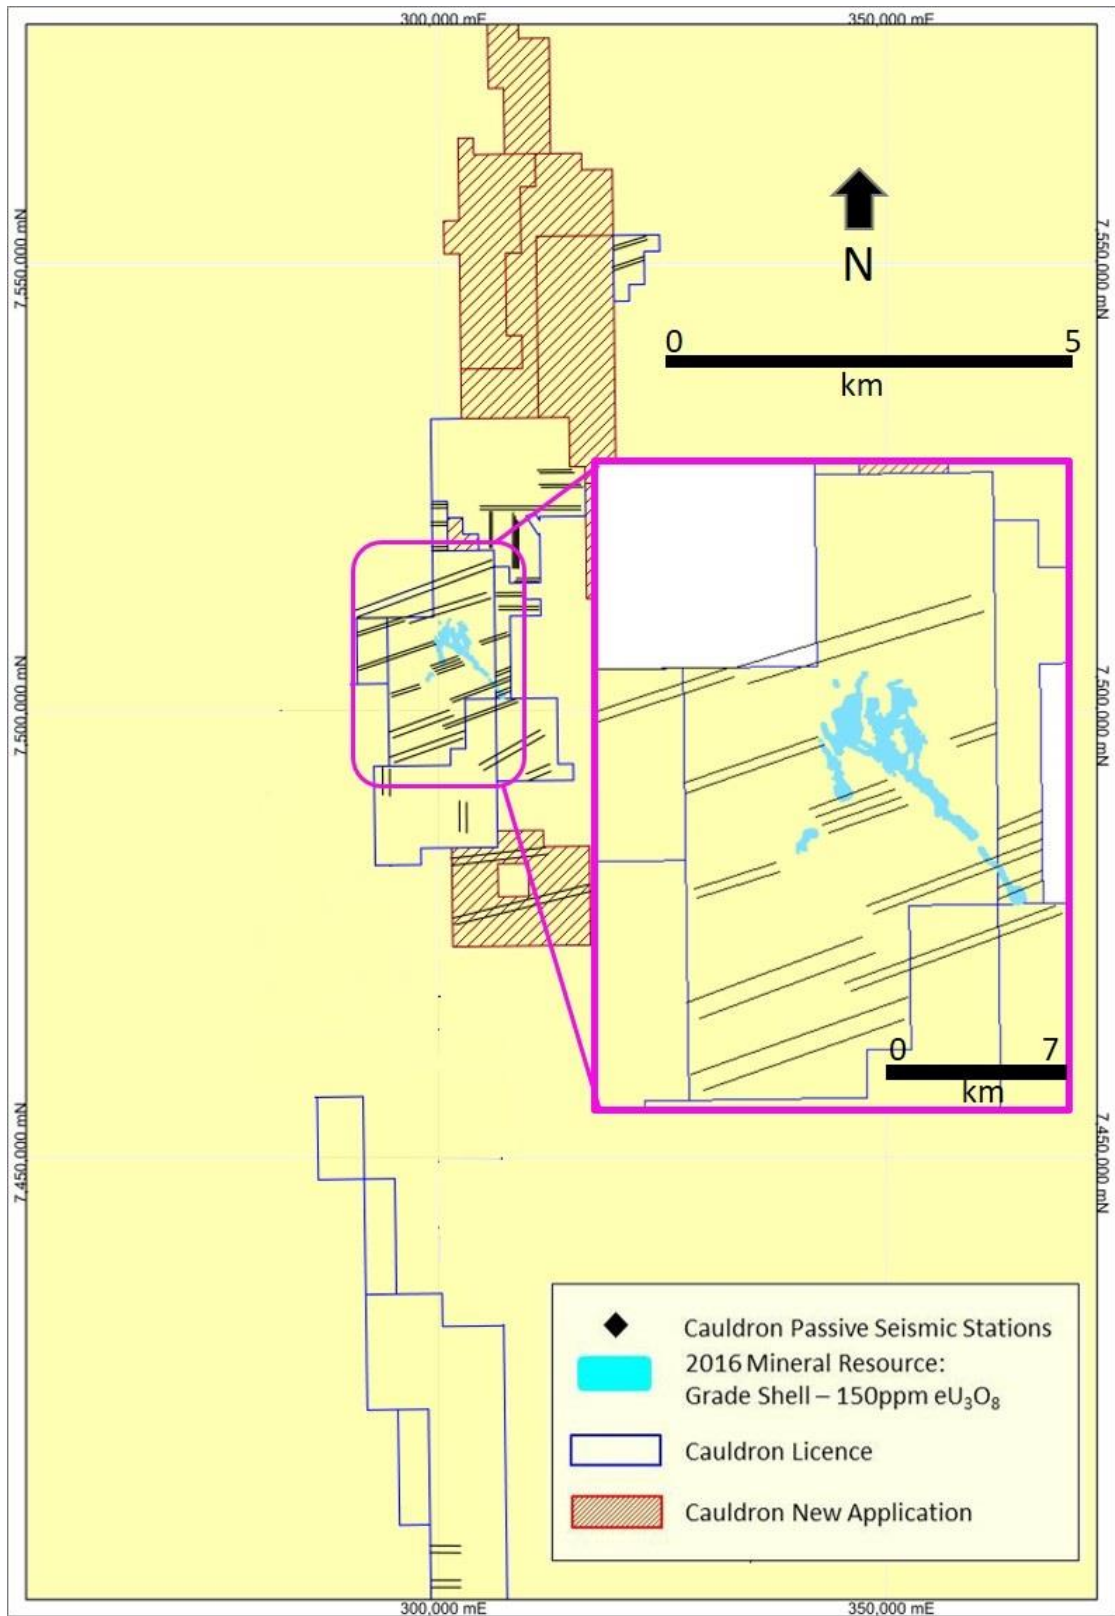 300,000 mE
350,000 mE
7,550,000 mN
7,550,000 mN
N
0
5
km
7,500,000 mN
7,500,000 mN
0
7
km
7,450,000 mN
7,450,000 mN
Cauldron Passive Seismic Stations
2016 Mineral Resource:
Grade Shell – 150ppm eU₃O₈
Cauldron Licence
Cauldron New Application
300,000 mE
350,000 mE